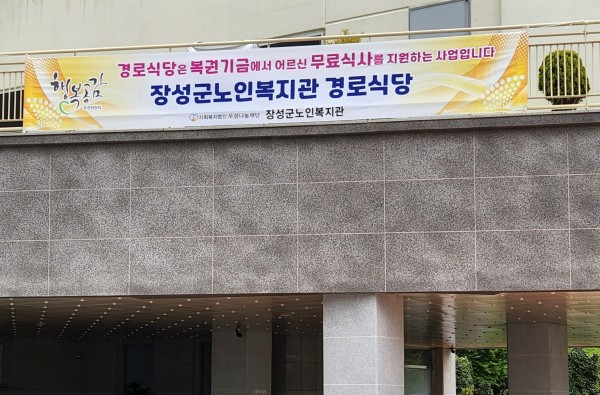 행복공감
경로식당은 복권기금에서 어르신 무료식사를 지원하는 사업입니다
장성군노인복지관 경로식당
사회복지법인 우성나눔재단 장성군노인복지관